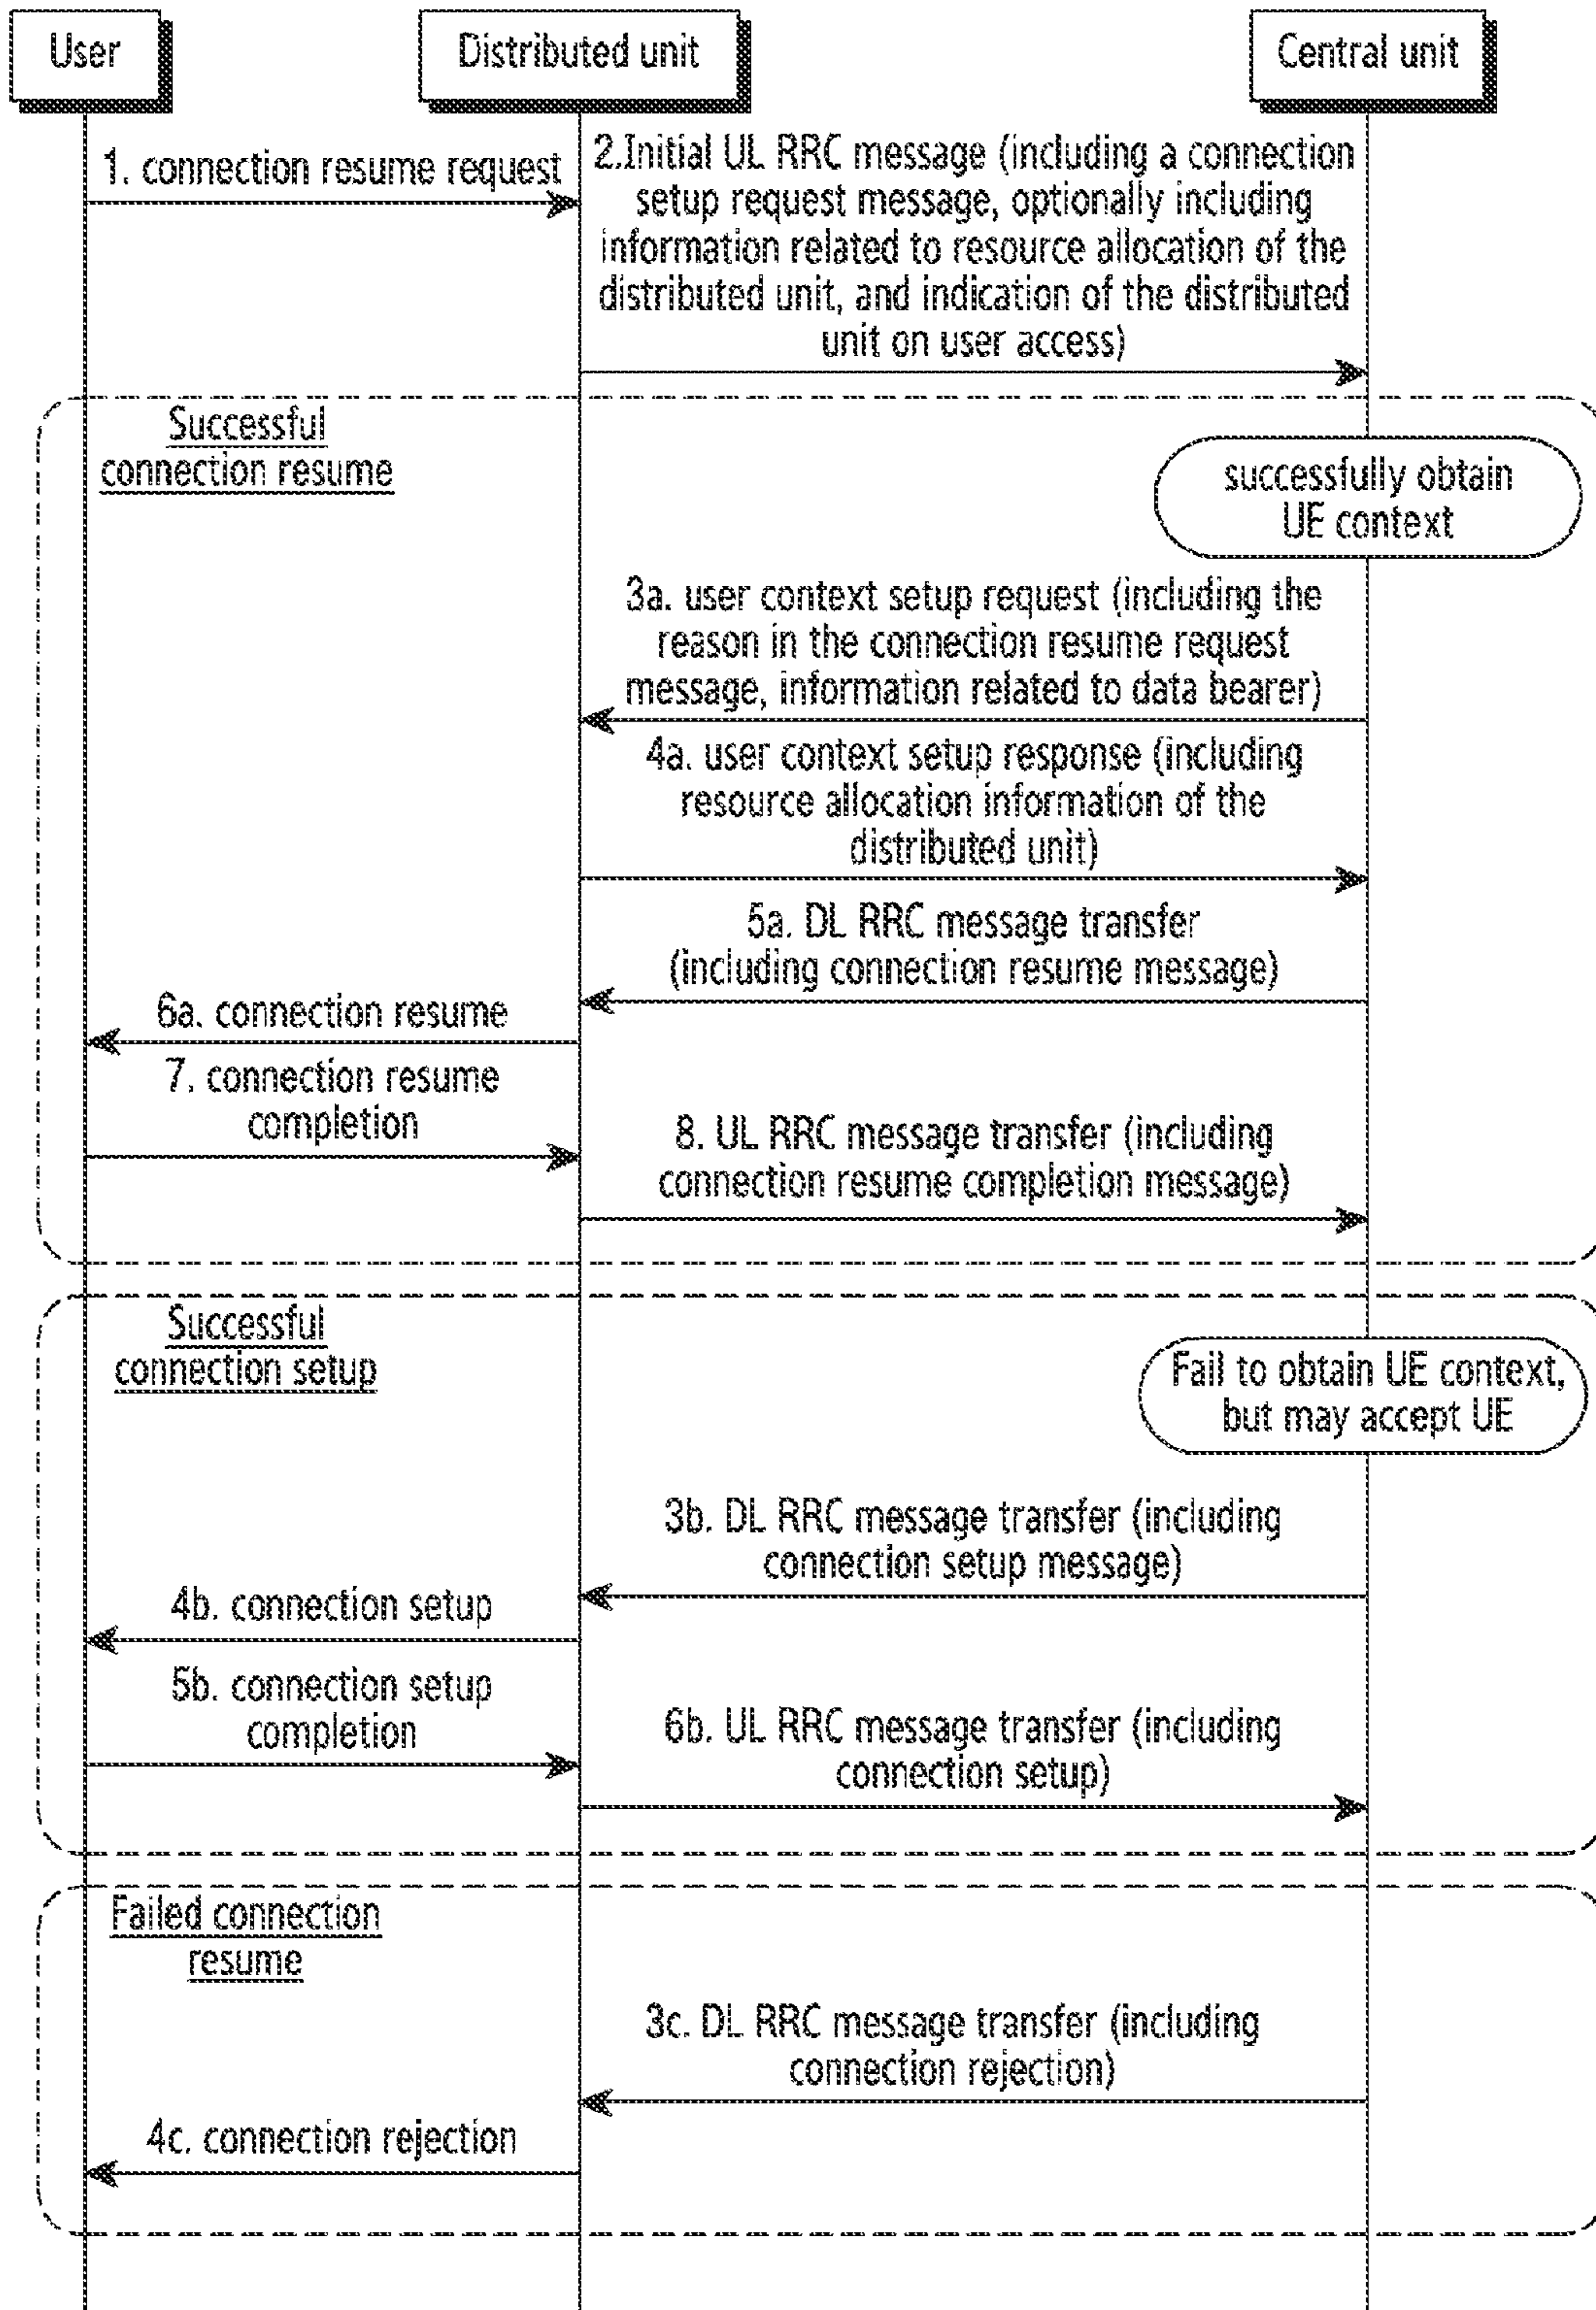 User
Distributed unit
Central unit
1. connection resume request
2.Initial UL RRC message (including a connection
setup request message, optionally including
information related to resource allocation of the
distributed unit, and indication of the distributed
unit on user access)
Successful
connection resume
successfully obtain
UE context
3a. user context setup request (including the
reason in the connection resume request
message, information related to data bearer)
4a. user context setup response (including
resource allocation information of the
distributed unit)
5a. DL RRC message transfer
(including connection resume message)
6a. connection resume
7. connection resume
completion
8. UL RRC message transfer (including
connection resume completion message)
Successful
connection setup
Fail to obtain UE context,
but may accept UE
3b. DL RRC message transfer (including
connection setup message)
4b. connection setup
5b. connection setup
completion
6b. UL RRC message transfer (including
connection setup)
Failed connection
resume
3c. DL RRC message transfer (including
connection rejection)
4c. connection rejection